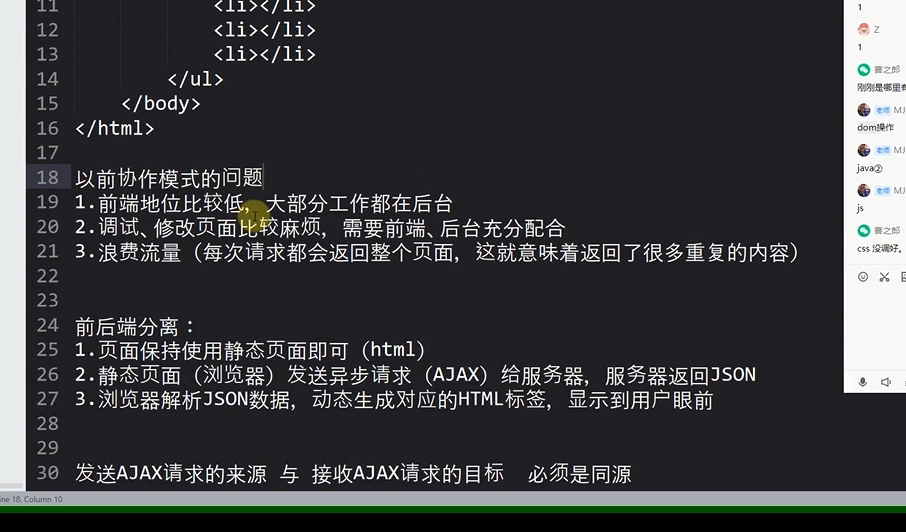 11 <li></li>
12 <li></li>
13 <li></li>
14 </ul>
15 </body>
16 </html>
17
18 以前协作模式的问题
19 1.前端地位比较低，大部分工作都在后台
20 2.调试、修改页面比较麻烦，需要前端、后台充分配合
21 3.浪费流量（每次请求都会返回整个页面，这就意味着返回了很多重复的内容）
22
23
24 前后端分离：
25 1.页面保持使用静态页面即可（html）
26 2.静态页面（浏览器）发送异步请求（AJAX）给服务器，服务器返回JSON
27 3.浏览器解析JSON数据，动态生成对应的HTML标签，显示到用户眼前
28
29
30 发送AJAX请求的来源 与 接收AJAX请求的目标 必须是同源
ine 18, Column 10
1
Z
1
喜之郎
刚刚是哪里有
老师 MJ
dom操作
老师 MJ
java②
老师 MJ
js
喜之郎
css 没调好。